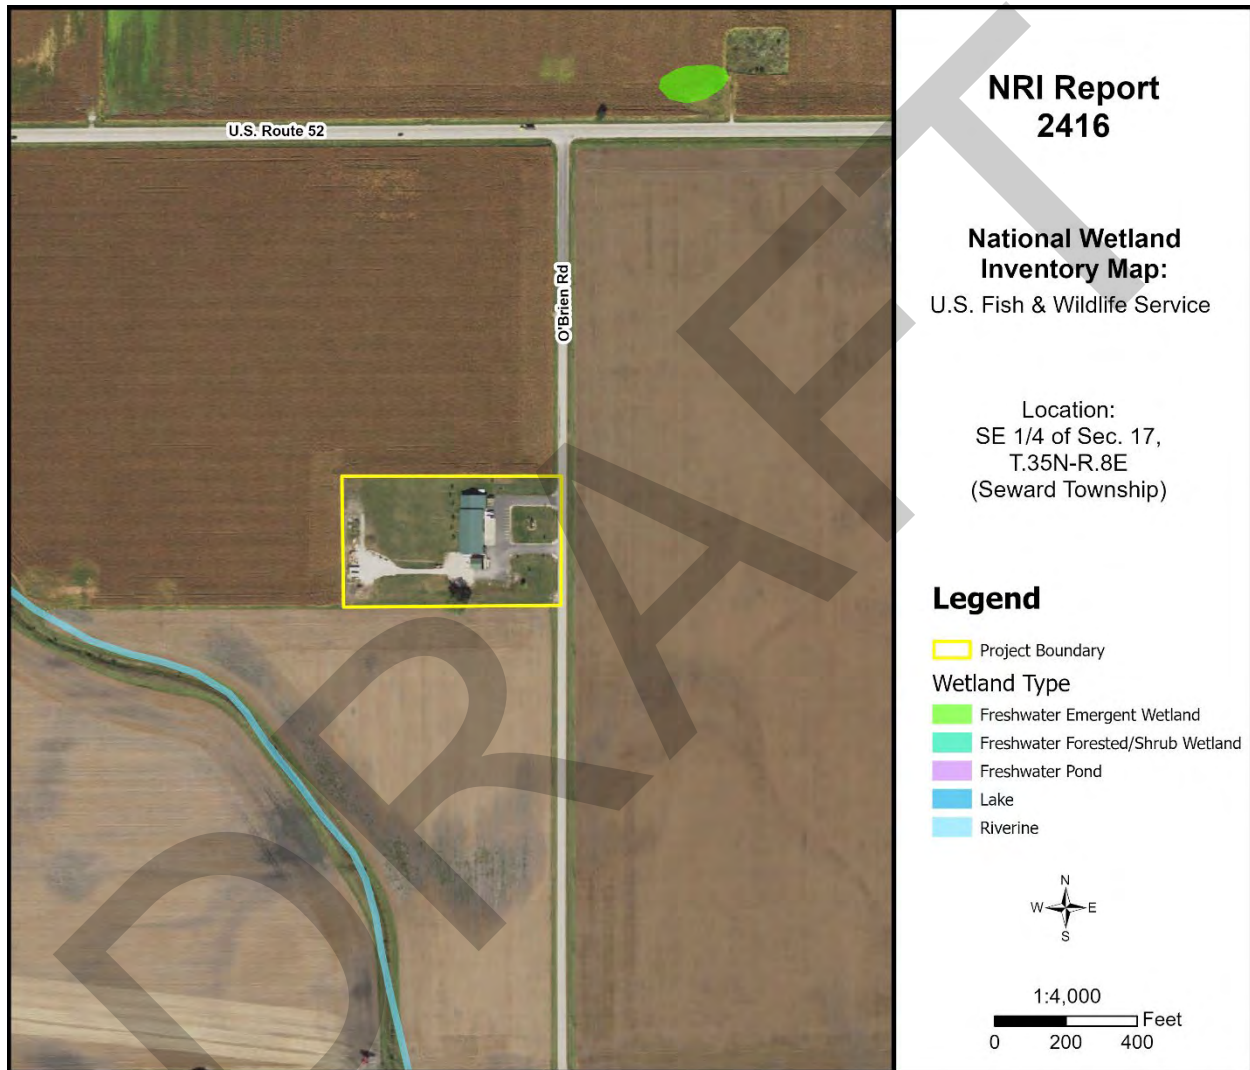 U.S. Route 52
O'Brien Rd
NRI Report
2416
National Wetland
Inventory Map:
U.S. Fish & Wildlife Service
Location:
SE 1/4 of Sec. 17,
T.35N-R.8E
(Seward Township)
Legend
Project Boundary
Wetland Type
Freshwater Emergent Wetland
Freshwater Forested/Shrub Wetland
Freshwater Pond
Lake
Riverine
N
W E
S
1:4,000
Feet
0 200 400
DRAFT